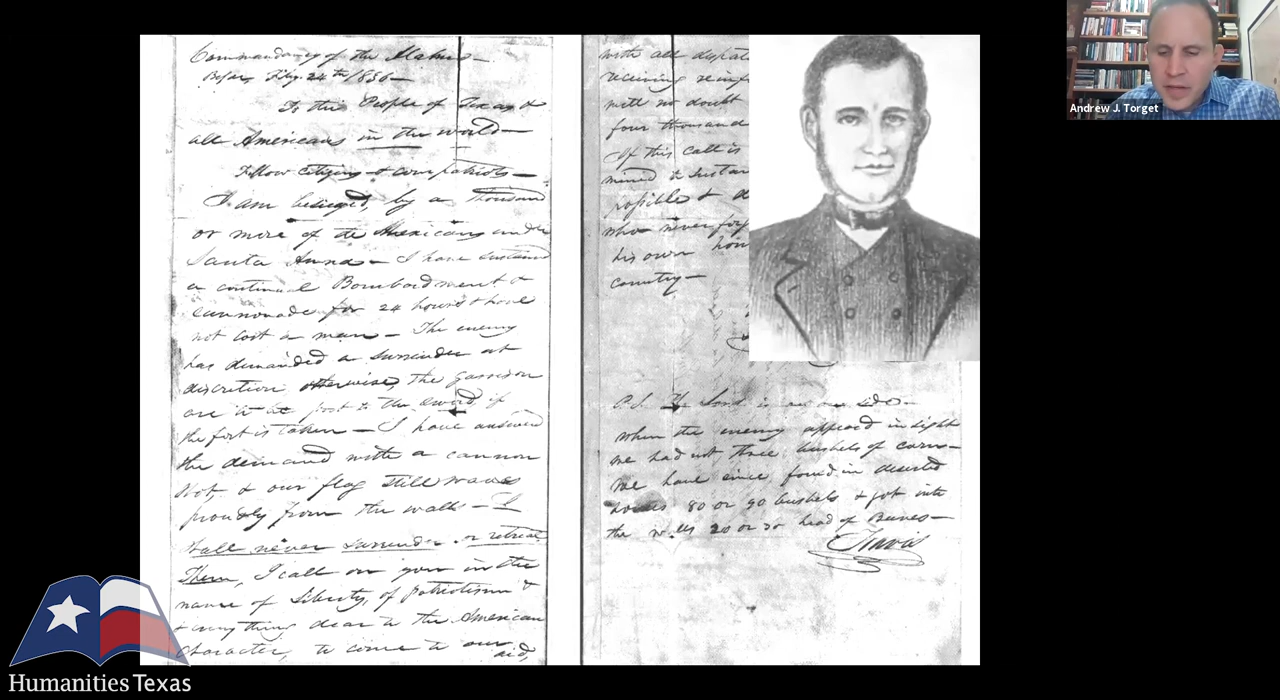 Commandancy of the Alamo—
Bejar, Feby. 24th 1836—
To the People of Texas &
all Americans in the world—
Fellow citizens & compatriots—
I am besieged, by a thousand
or more of the Mexicans under
Santa Anna— I have sustained
a continual Bombardment &
cannonade for 24 hours & have
not lost a man— The enemy
has demanded a surrender at
discretion, otherwise, the garrison
are to be put to the sword, if
the fort is taken— I have answered
the demand with a cannon
shot, & our flag still waves
proudly from the walls— I
shall never surrender or retreat
Then, I call on you in the
name of Liberty, of patriotism &
& everything dear to the American
character, to come to our
aid,
with all dispat
receiving reinf
will no doubt
four thousand
If this call is
mined to sustai
possible & d
who never forg
his own hon
country—
P.S. The Lord is on our side—
When the enemy appeared in sight
we had not three bushels of corn—
We have since found in deserted
houses 80 or 90 bushels & got into
the walls 20 or 30 head of Beeves—
Travis
Andrew J. Torget
Humanities Texas